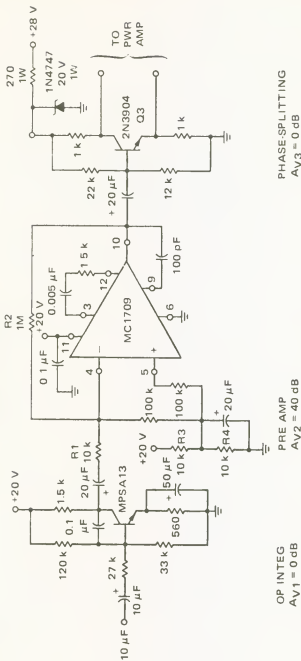 +28 V
270
1W
1N4747
20 V
1W
TO
PWR
AMP
1 k
22 k
2N3904
Q3
12 k
1 k
+ 20 µF
R2
1M
+20 V
0.1 µF
0.005 µF
1 5 k
11
3
12
4
5
6
9
10
−
+
MC1709
100 pF
+20 V
1.5 k
120 k
0.1
µF
20 µF
+
R1
10 k
MPSA 13
27 k
+
10 µF
10 µF
33 k
560
50 µF
+
100 k
100 k
+20 V
R3
10 k
R4
10 k
+
20 µF
OP INTEG
AV1 = 0 dB
PRE AMP
AV2 = 40 dB
PHASE-SPLITTING
AV3 = 0 dB